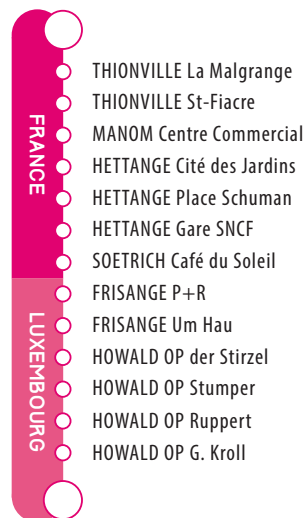 FRANCE
THIONVILLE La Malgrange
THIONVILLE St-Fiacre
MANOM Centre Commercial
HETTANGE Cité des Jardins
HETTANGE Place Schuman
HETTANGE Gare SNCF
SOETRICH Café du Soleil
LUXEMBOURG
FRISANGE P+R
FRISANGE Um Hau
HOWALD OP der Stirzel
HOWALD OP Stumper
HOWALD OP Ruppert
HOWALD OP G. Kroll